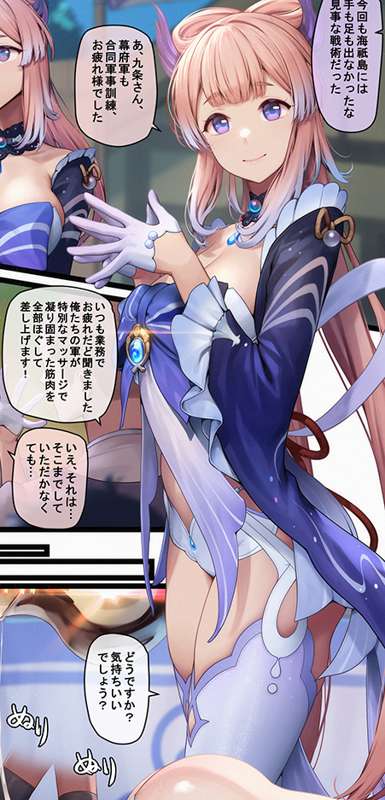 今回も海祇島には
手も足も出なかったな
見事な戦術だった
あ、九条さん、
幕府軍も
合同軍事訓練、
お疲れ様でした
いつも業務で
お疲れだと聞きました
俺たちの軍が
特別なマッサージで
凝り固まった筋肉を
全部ほぐして
差し上げます！
いえ、それは…
そこまでして
いただかなく
ても…
どうですか？
気持ちいい
でしょう？
ぬり
ぬり